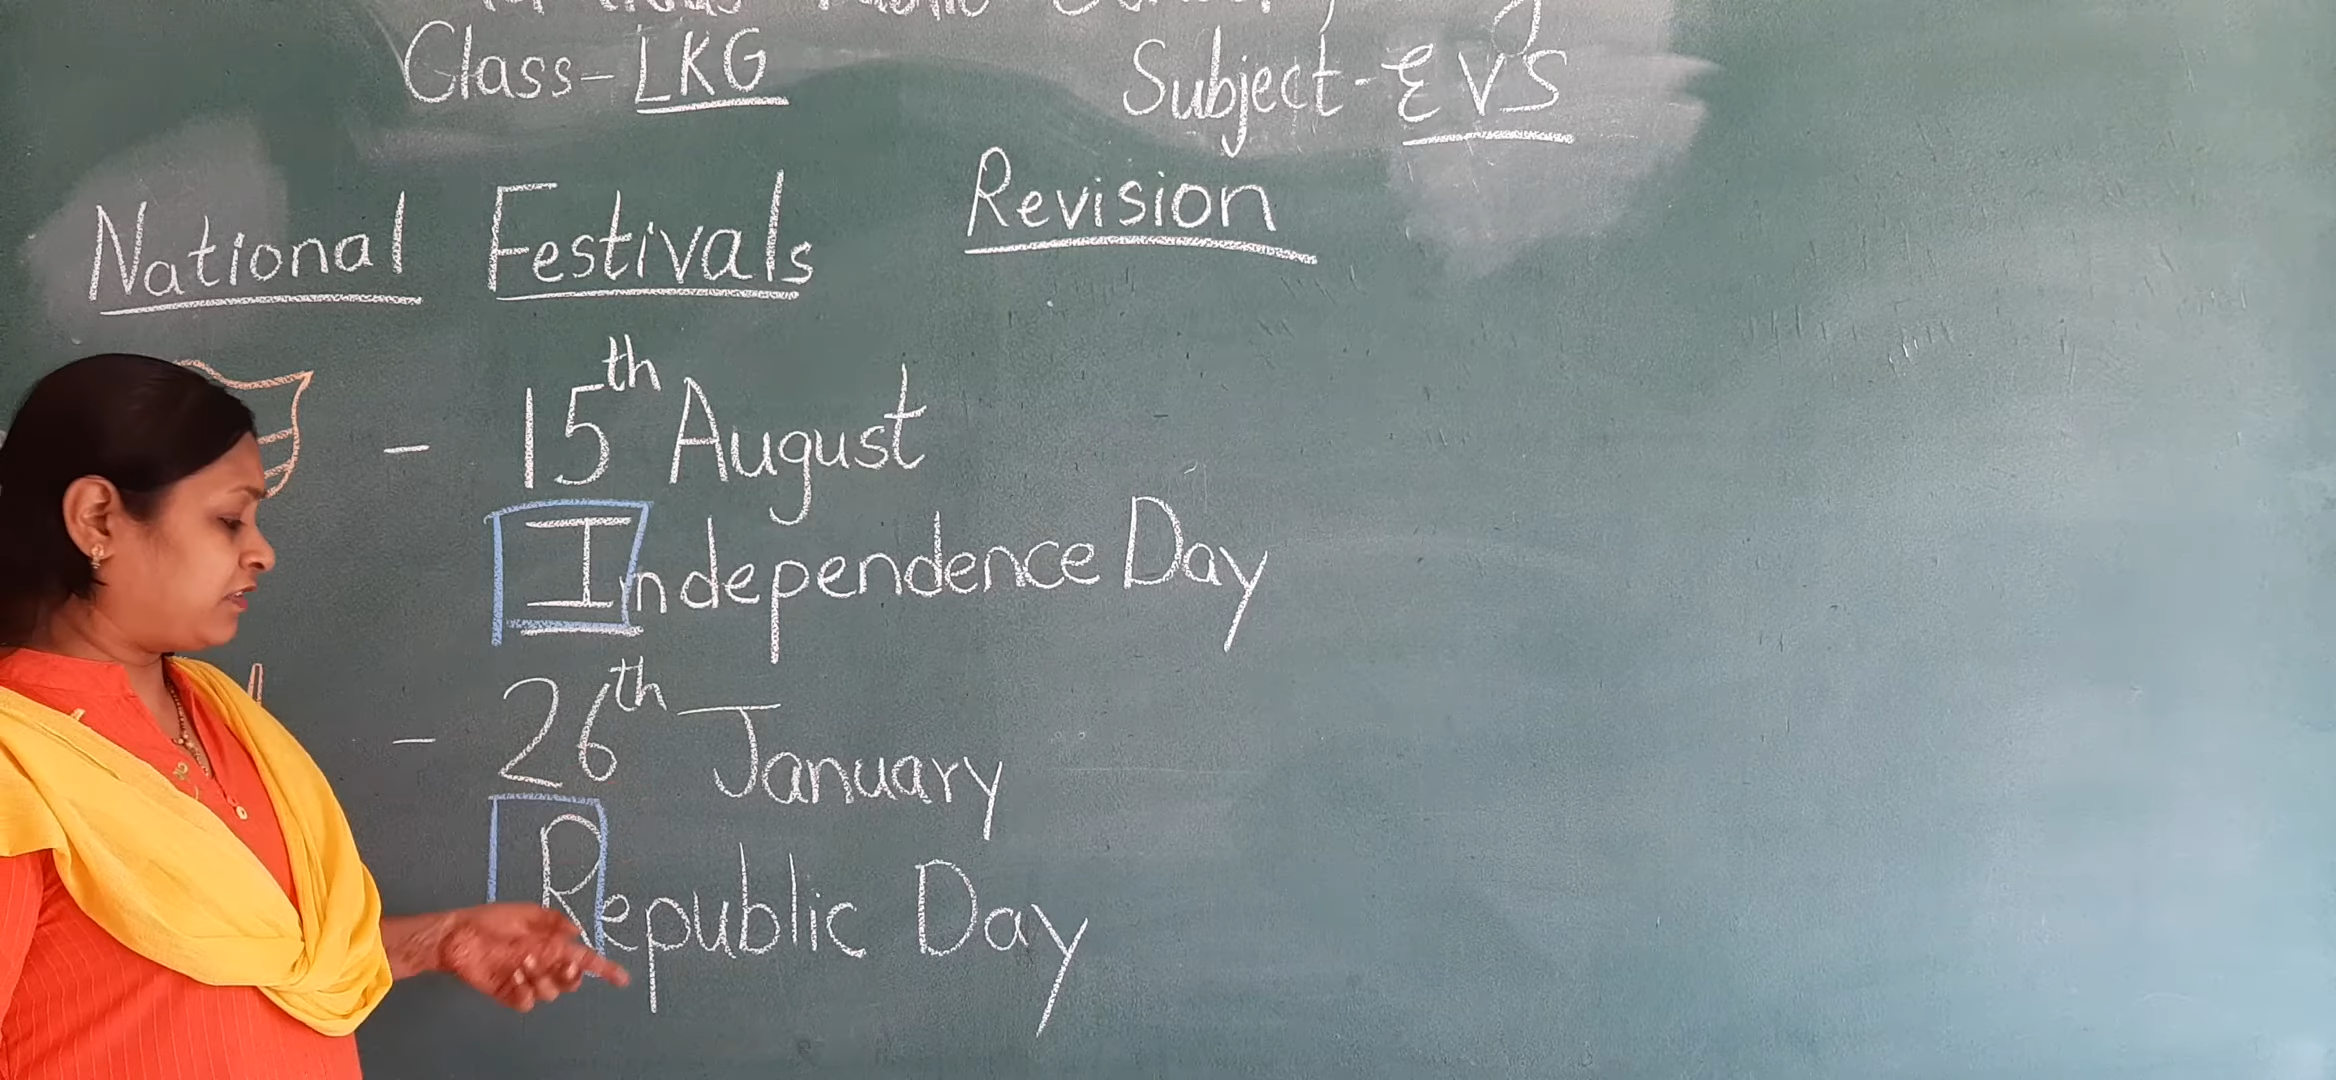 Class-LKG Subject-EVS
National Festivals Revision
- 15th August
Independence Day
- 26th January
Republic Day